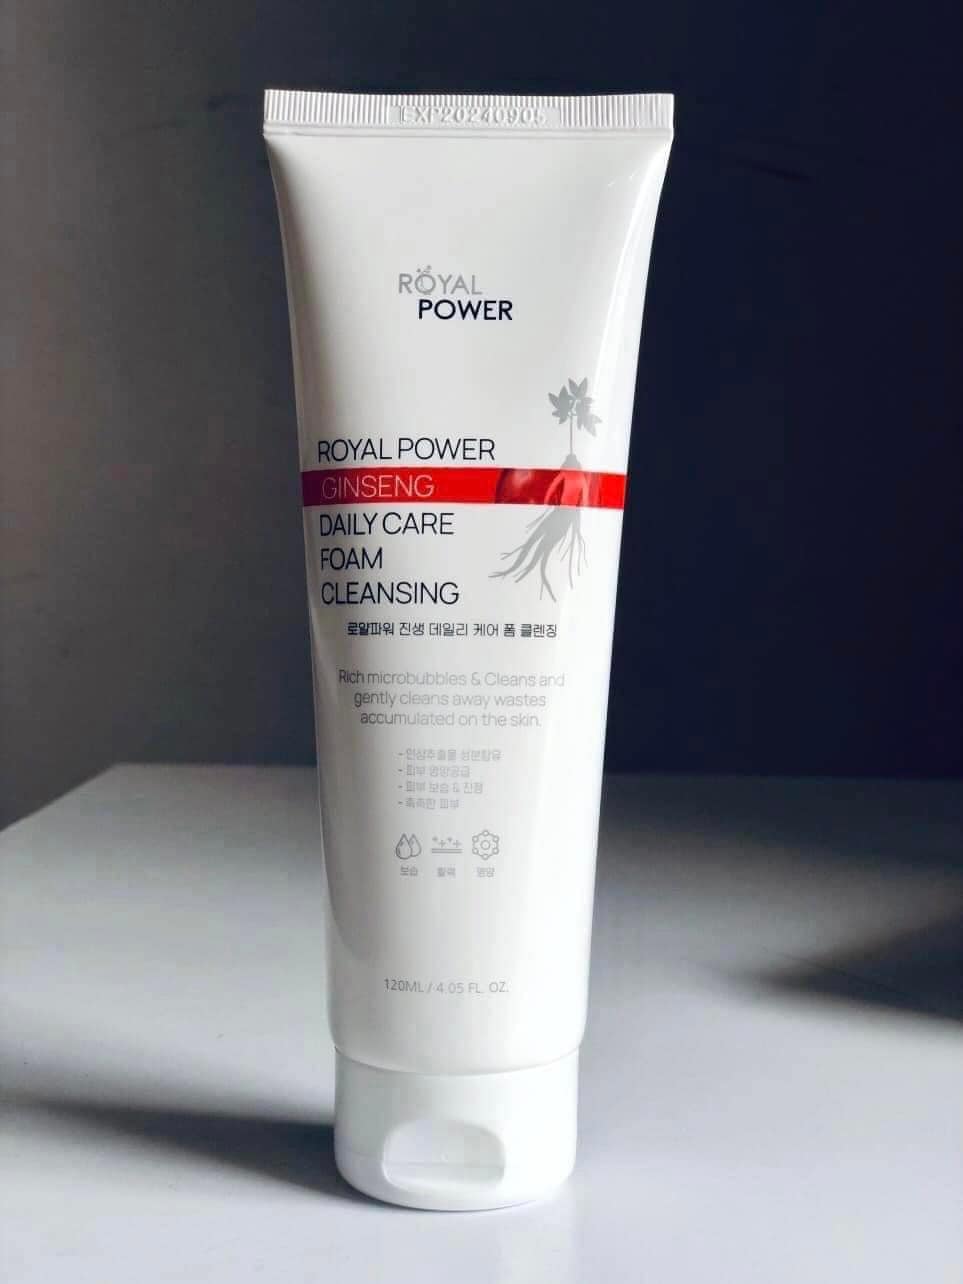 EXP20240905
ROYAL
POWER
ROYAL POWER
GINSENG
DAILY CARE
FOAM
CLEANSING
로얄파워 진생 데일리 케어 폼 클렌징
Rich microbubbles & Cleans and
gently cleans away wastes
accumulated on the skin.
- 인삼추출물 성분함유
- 피부 영양공급
- 피부 보습 & 진정
- 촉촉한 피부
보습 활력 영양
120ML / 4.05 FL. OZ.